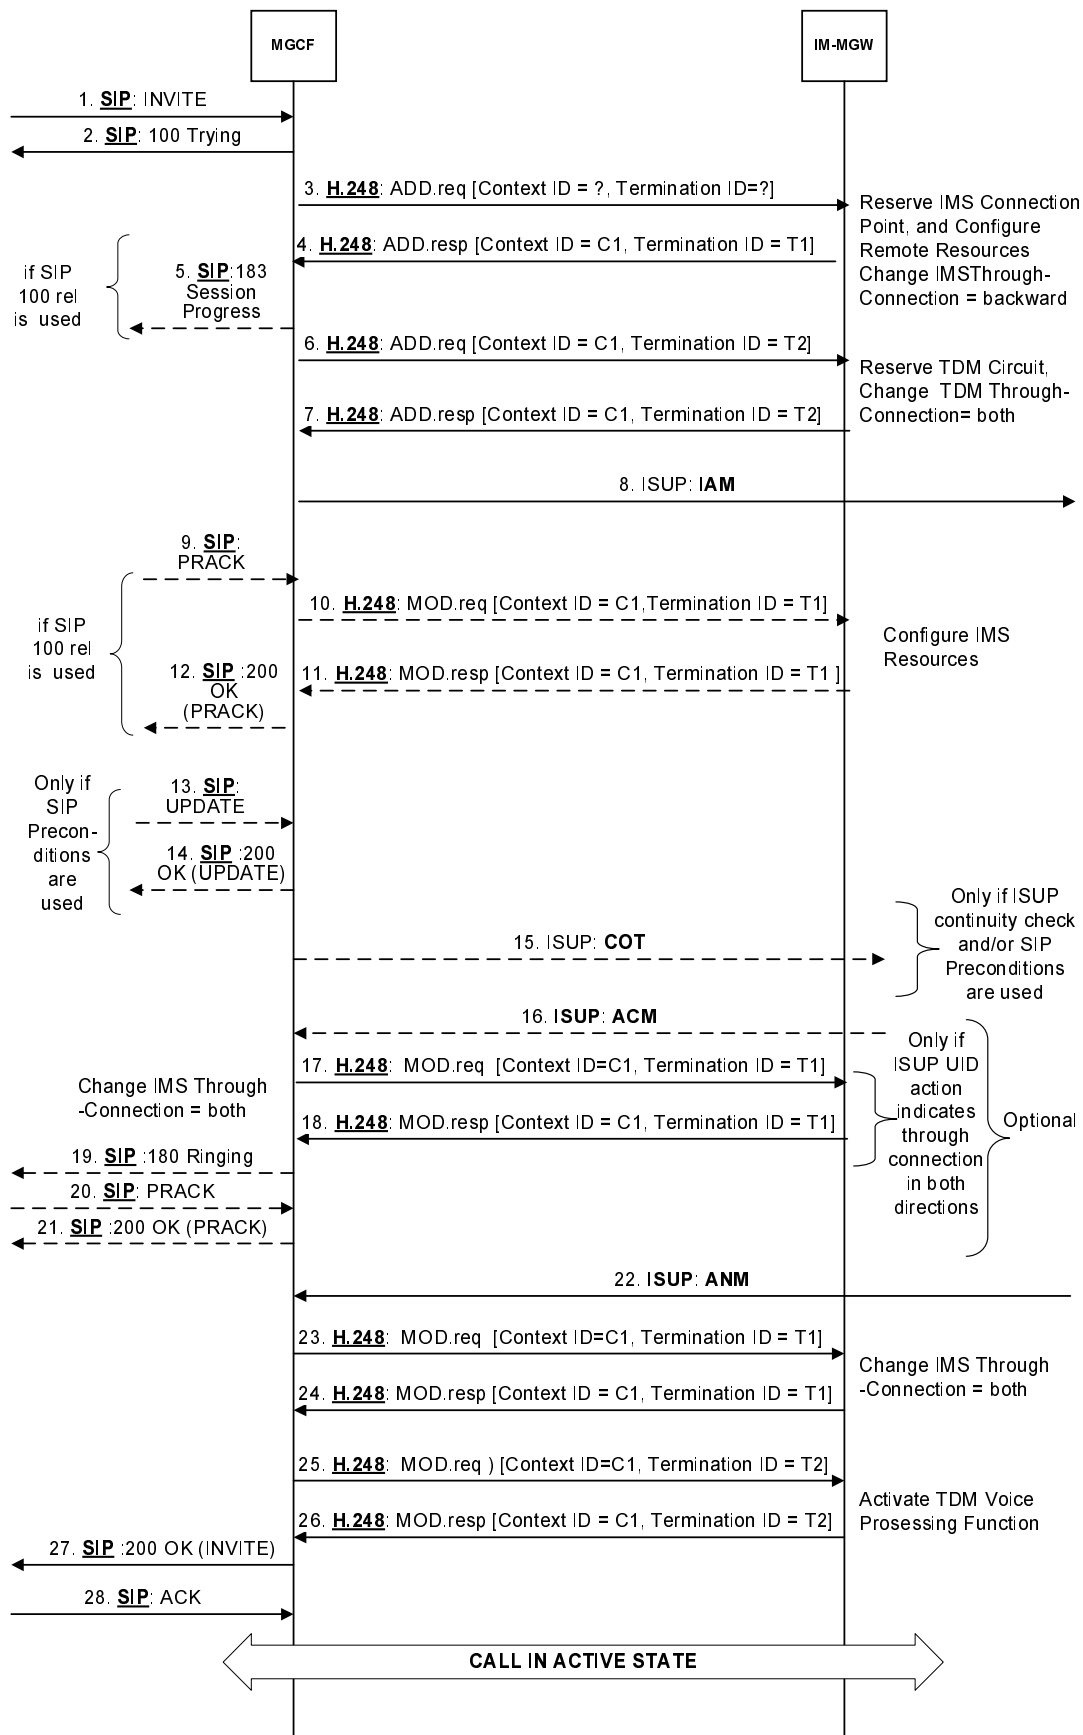 MGCF
IM-MGW
1. SIP: INVITE
2. SIP: 100 Trying
3. H.248: ADD.req [Context ID = ?, Termination ID=?]
Reserve IMS Connection
Point, and Configure
Remote Resources
Change IMSThrough-
Connection = backward
4. H.248: ADD.resp [Context ID = C1, Termination ID = T1]
if SIP
100 rel
is used
5. SIP:183
Session
Progress
6. H.248: ADD.req [Context ID = C1, Termination ID = T2]
Reserve TDM Circuit,
Change TDM Through-
Connection= both
7. H.248: ADD.resp [Context ID = C1, Termination ID = T2]
8. ISUP: IAM
9. SIP:
PRACK
10. H.248: MOD.req [Context ID = C1,Termination ID = T1]
if SIP
100 rel
is used
Configure IMS
Resources
11. H.248: MOD.resp [Context ID = C1, Termination ID = T1 ]
12. SIP :200
OK
(PRACK)
Only if
SIP
Precon-
ditions
are
used
13. SIP:
UPDATE
14. SIP :200
OK (UPDATE)
Only if ISUP
continuity check
and/or SIP
Preconditions
are used
15. ISUP: COT
16. ISUP: ACM
17. H.248: MOD.req [Context ID=C1, Termination ID = T1]
Only if
ISUP UID
action
indicates
through
connection
in both
directions
Optional
Change IMS Through
-Connection = both
18. H.248: MOD.resp [Context ID = C1, Termination ID = T1]
19. SIP :180 Ringing
20. SIP: PRACK
21. SIP :200 OK (PRACK)
22. ISUP: ANM
23. H.248: MOD.req [Context ID=C1, Termination ID = T1]
Change IMS Through
-Connection = both
24. H.248: MOD.resp [Context ID = C1, Termination ID = T1]
25. H.248: MOD.req ) [Context ID=C1, Termination ID = T2]
Activate TDM Voice
Prosessing Function
26. H.248: MOD.resp [Context ID = C1, Termination ID = T2]
27. SIP :200 OK (INVITE)
28. SIP: ACK
CALL IN ACTIVE STATE